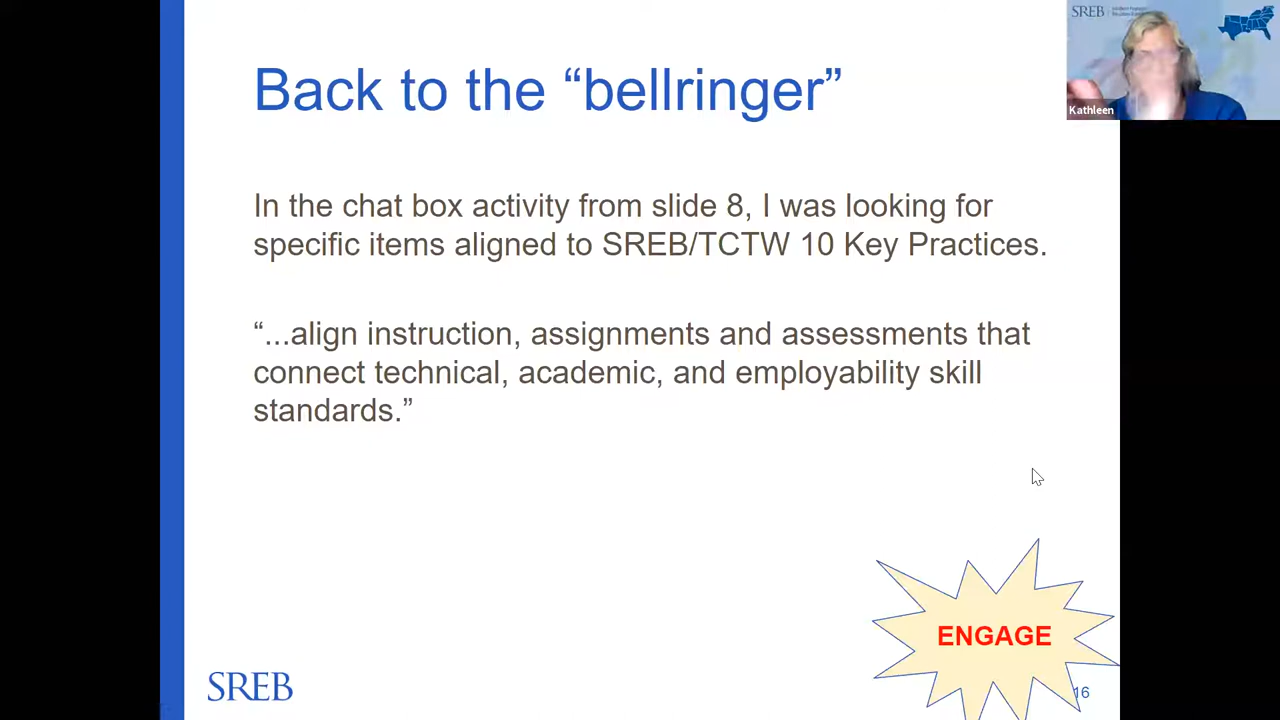 SREB
Kathleen
Back to the “bellringer”
In the chat box activity from slide 8, I was looking for
specific items aligned to SREB/TCTW 10 Key Practices.
“...align instruction, assignments and assessments that
connect technical, academic, and employability skill
standards.”
ENGAGE
SREB
16